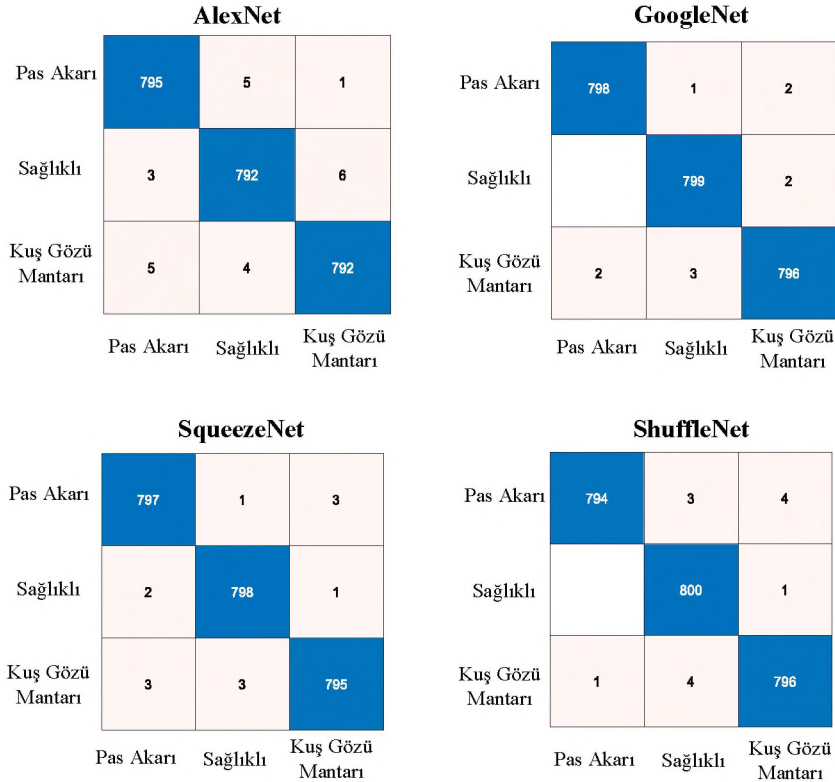 AlexNet
Pas Akarı 795 5 1
Sağlıklı 3 792 6
Kuş Gözü
Mantarı 5 4 792
Pas Akarı Sağlıklı Kuş Gözü
Mantarı
GoogleNet
Pas Akarı 798 1 2
Sağlıklı 799 2
Kuş Gözü
Mantarı 2 3 796
Pas Akarı Sağlıklı Kuş Gözü
Mantarı
SqueezeNet
Pas Akarı 797 1 3
Sağlıklı 2 798 1
Kuş Gözü
Mantarı 3 3 795
Pas Akarı Sağlıklı Kuş Gözü
Mantarı
ShuffleNet
Pas Akarı 794 3 4
Sağlıklı 800 1
Kuş Gözü
Mantarı 1 4 796
Pas Akarı Sağlıklı Kuş Gözü
Mantarı